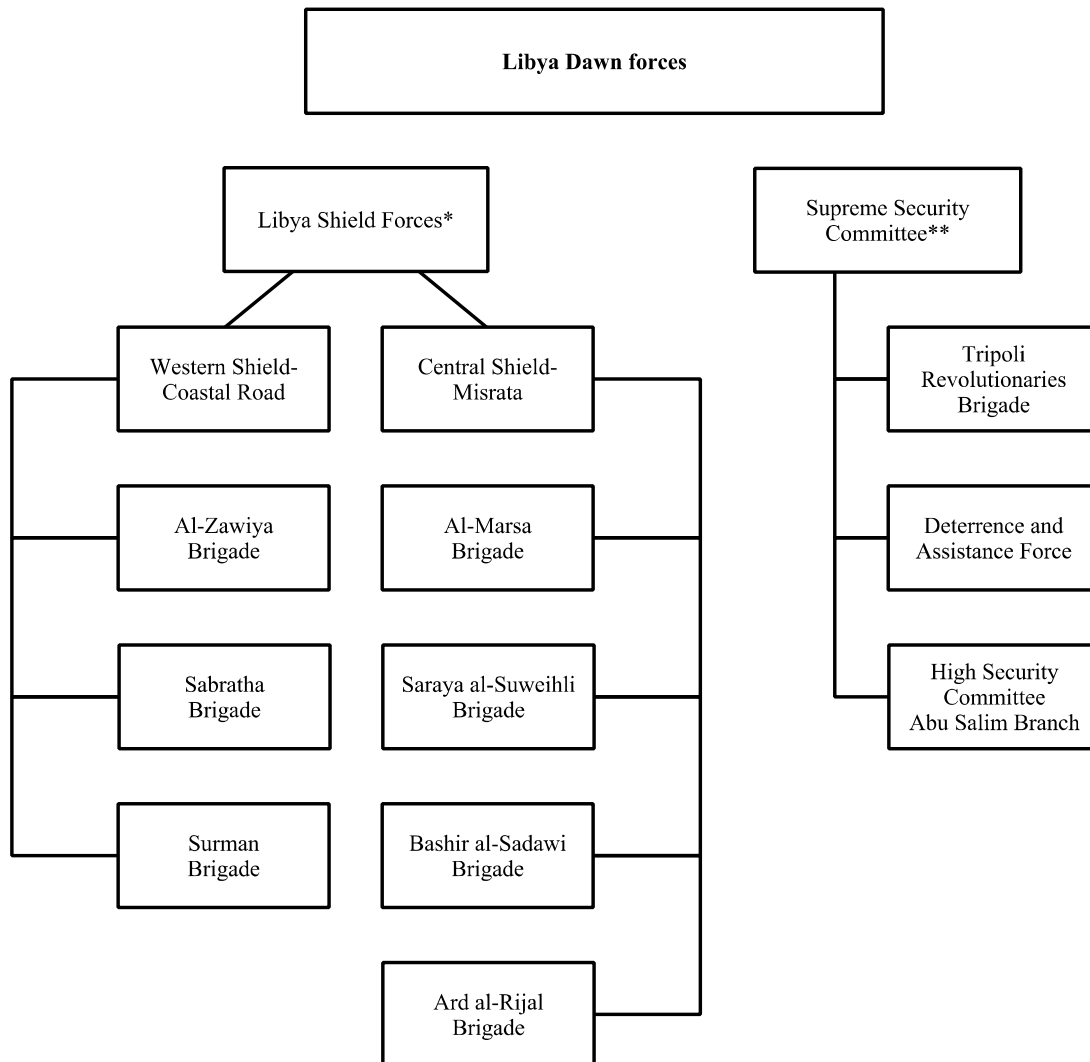 Libya Dawn forces
Libya Shield Forces*
Supreme Security
Committee**
Western Shield-
Coastal Road
Central Shield-
Misrata
Tripoli
Revolutionaries
Brigade
Al-Zawiya
Brigade
Al-Marsa
Brigade
Deterrence and
Assistance Force
Sabratha
Brigade
Saraya al-Suweihli
Brigade
High Security
Committee
Abu Salim Branch
Surman
Brigade
Bashir al-Sadawi
Brigade
Ard al-Rijal
Brigade